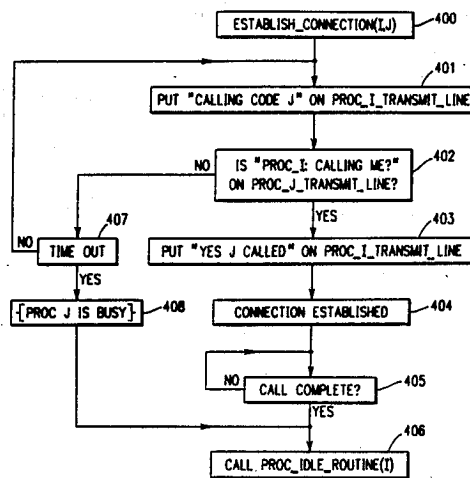 ESTABLISH_CONNECTION(I,J)
400
401
PUT "CALLING CODE J" ON PROC_I_TRANSMIT_LINE
NO
IS "PROC_I: CALLING ME?"
ON PROC_J_TRANSMIT_LINE?
402
YES
407
403
NO
TIME OUT
PUT "YES J CALLED" ON PROC_I_TRANSMIT_LINE
YES
408
[PROC J IS BUSY]
CONNECTION ESTABLISHED
404
NO
CALL COMPLETE?
405
YES
406
CALL PROC_IDLE_ROUTINE(I)